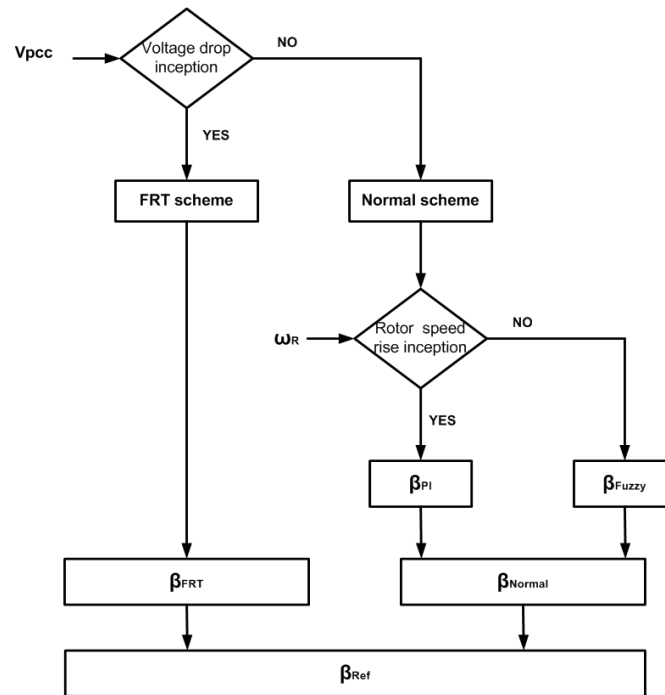 Vpcc
Voltage drop
inception
NO
YES
FRT scheme
Normal scheme
ωR
Rotor speed
rise inception
NO
YES
βPI
βFuzzy
βFRT
βNormal
βRef